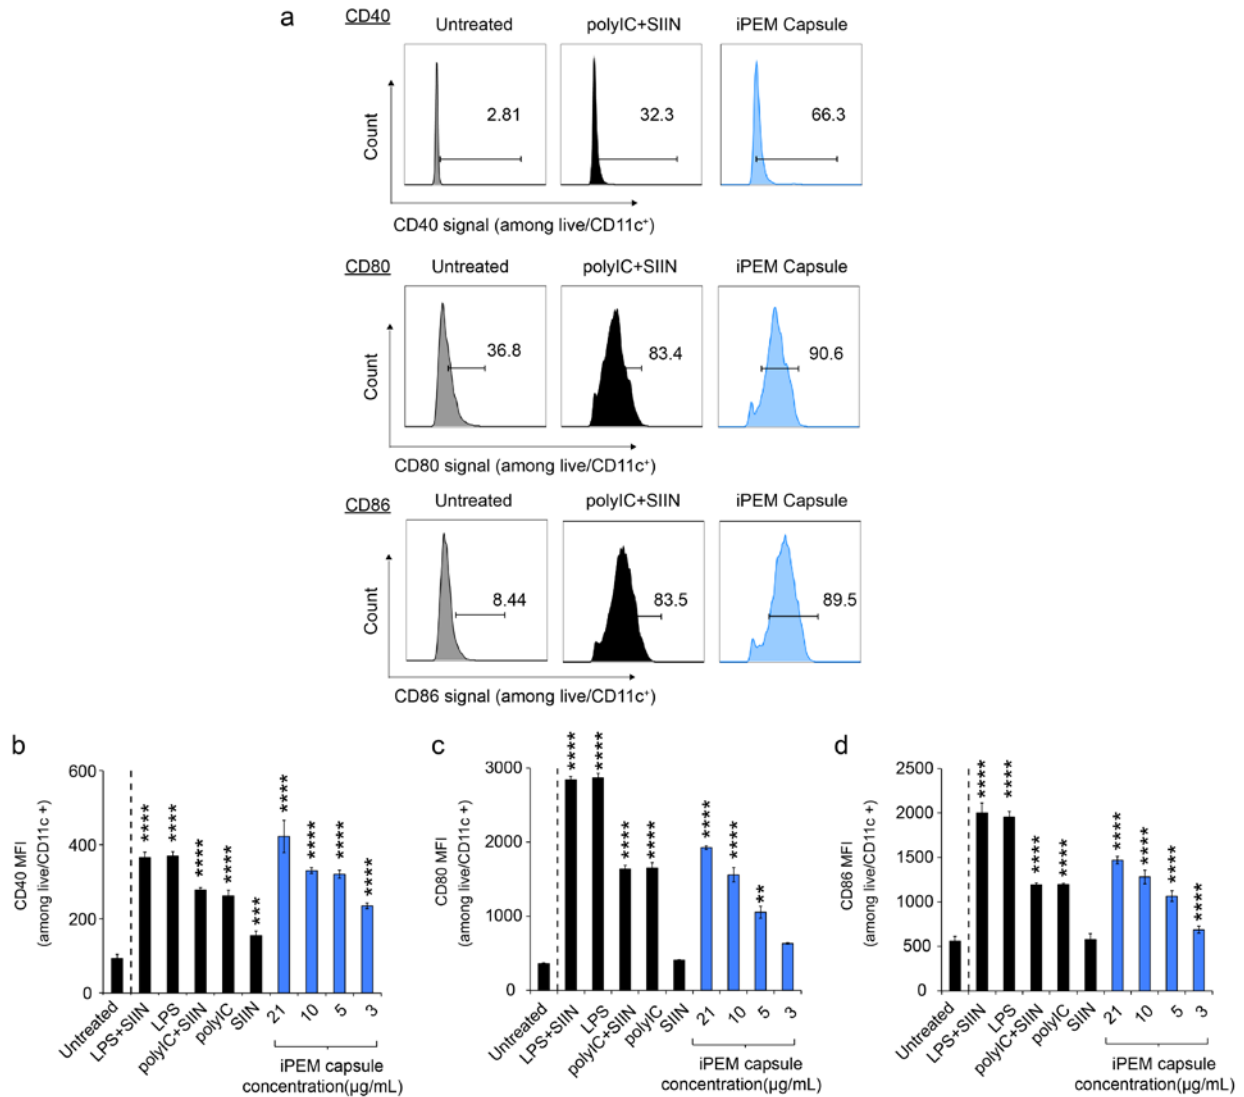 a
CD40
Untreated polyIC+SIIN iPEM Capsule
Count
2.81 32.3 66.3
CD40 signal (among live/CD11c⁺)
CD80
Untreated polyIC+SIIN iPEM Capsule
Count
36.8 83.4 90.6
CD80 signal (among live/CD11c⁺)
CD86
Untreated polyIC+SIIN iPEM Capsule
Count
8.44 83.5 89.5
CD86 signal (among live/CD11c⁺)
b
CD40 MFI
(among live/CD11c +)
600
400
200
0
**** **** **** **** *** **** **** **** ****
Untreated LPS+SIIN LPS polyIC+SIIN polyIC SIIN 21 10 5 3
iPEM capsule
concentration(μg/mL)
c
CD80 MFI
(among live/CD11c +)
3000
2000
1000
0
**** **** **** **** **** **** **
Untreated LPS+SIIN LPS polyIC+SIIN polyIC SIIN 21 10 5 3
iPEM capsule
concentration(μg/mL)
d
CD86 MFI
(among live/CD11c +)
2500
2000
1500
1000
500
0
**** **** **** **** **** **** **** ****
Untreated LPS+SIIN LPS polyIC+SIIN polyIC SIIN 21 10 5 3
iPEM capsule
concentration(μg/mL)